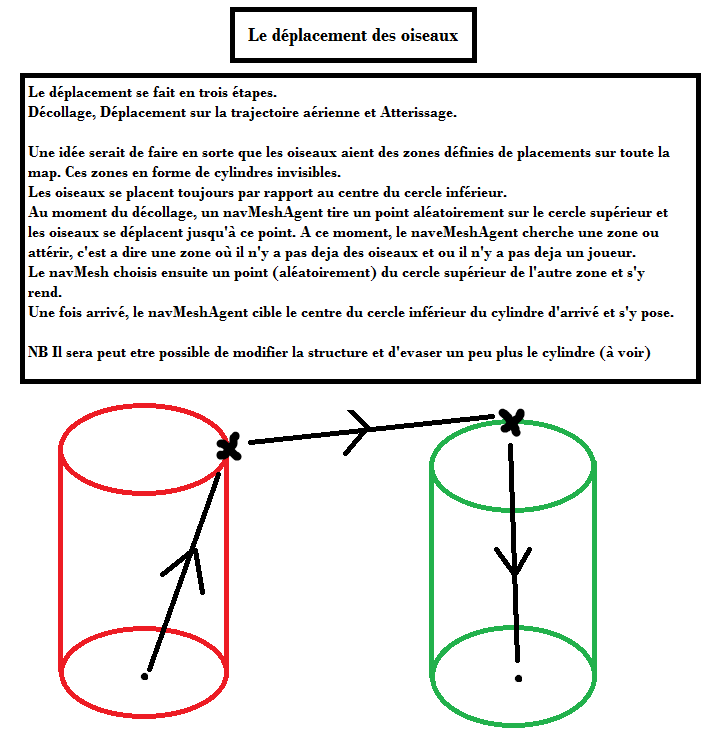 Le déplacement des oiseaux
Le déplacement se fait en trois étapes.
Décollage, Déplacement sur la trajectoire aérienne et Atterissage.
Une idée serait de faire en sorte que les oiseaux aient des zones définies de placements sur toute la
map. Ces zones en forme de cylindres invisibles.
Les oiseaux se placent toujours par rapport au centre du cercle inférieur.
Au moment du décollage, un navMeshAgent tire un point aléatoirement sur le cercle supérieur et
les oiseaux se déplacent jusqu'à ce point. A ce moment, le naveMeshAgent cherche une zone ou
attérir, c'est a dire une zone où il n'y a pas deja des oiseaux et ou il n'y a pas deja un joueur.
Le navMesh choisis ensuite un point (aléatoirement) du cercle supérieur de l'autre zone et s'y
rend.
Une fois arrivé, le navMeshAgent cible le centre du cercle inférieur du cylindre d'arrivé et s'y pose.
NB Il sera peut etre possible de modifier la structure et d'evaser un peu plus le cylindre (à voir)